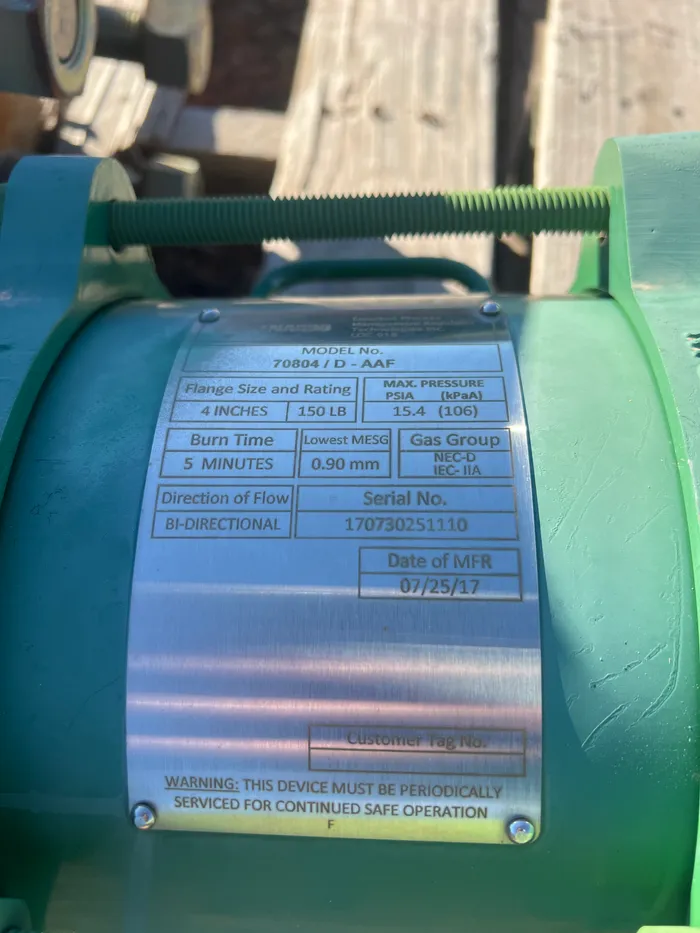 MODEL No.
70804 / D - AAF
Flange Size and Rating
4 INCHES 150 LB
MAX. PRESSURE
PSIA (kPaA)
15.4 (106)
Burn Time
5 MINUTES
Lowest MESG
0.90 mm
Gas Group
NEC-D
IEC- IIA
Direction of Flow
BI-DIRECTIONAL
Serial No.
170730251110
Date of MFR
07/25/17
Customer Tag No.
WARNING: THIS DEVICE MUST BE PERIODICALLY
SERVICED FOR CONTINUED SAFE OPERATION
F